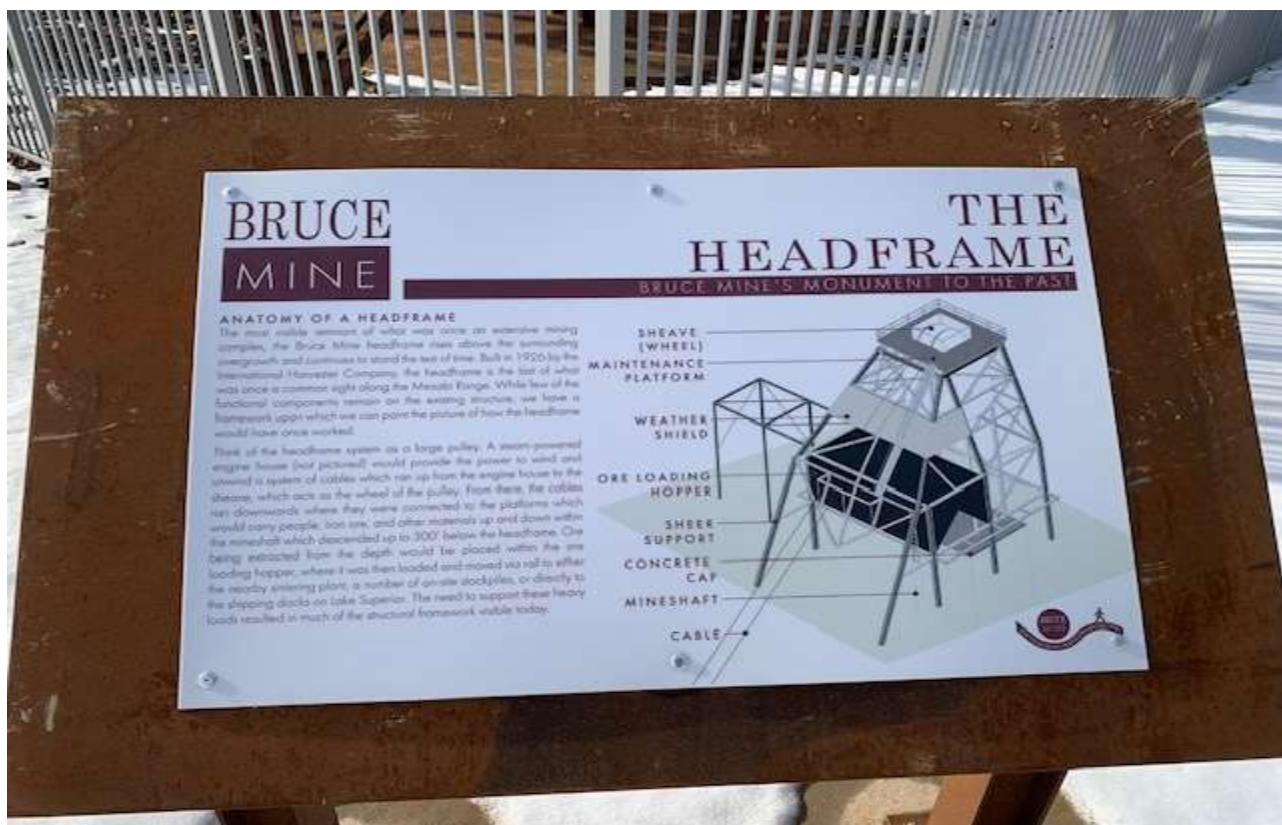 BRUCE
MINE
THE
HEADFRAME
BRUCE MINE'S MONUMENT TO THE PAST
ANATOMY OF A HEADFRAME
The most visible remnant of what was once an extensive mining
complex, the Bruce Mine headframe rises above the surrounding
overgrowth and continues to stand the test of time. Built in 1926 by the
International Harvester Company, the headframe is the last of what
was once a common sight along the Mesabi Range. While few of the
functional components remain on the existing structure, we have a
framework upon which we can paint the picture of how the headframe
would have once worked.
Think of the headframe system as a large pulley. A steam-powered
engine house (not pictured) would provide the power to wind and
unwind a system of cables which ran up from the engine house to the
sheave, which acts as the wheel of the pulley. From there, the cables
ran downwards where they were connected to the platforms which
would carry people, iron ore, and other materials up and down within
the mineshaft which descended up to 300' below the headframe. Ore
being extracted from the depth would be placed within the ore
loading hopper, where it was then loaded and moved via rail to either
the nearby sintering plant, a number of on-site stockpiles, or directly to
the shipping docks on Lake Superior. The need to support these heavy
loads resulted in much of the structural framework visible today.
SHEAVE
(WHEEL)
MAINTENANCE
PLATFORM
WEATHER
SHIELD
ORE LOADING
HOPPER
SHEER
SUPPORT
CONCRETE
CAP
MINESHAFT
CABLE